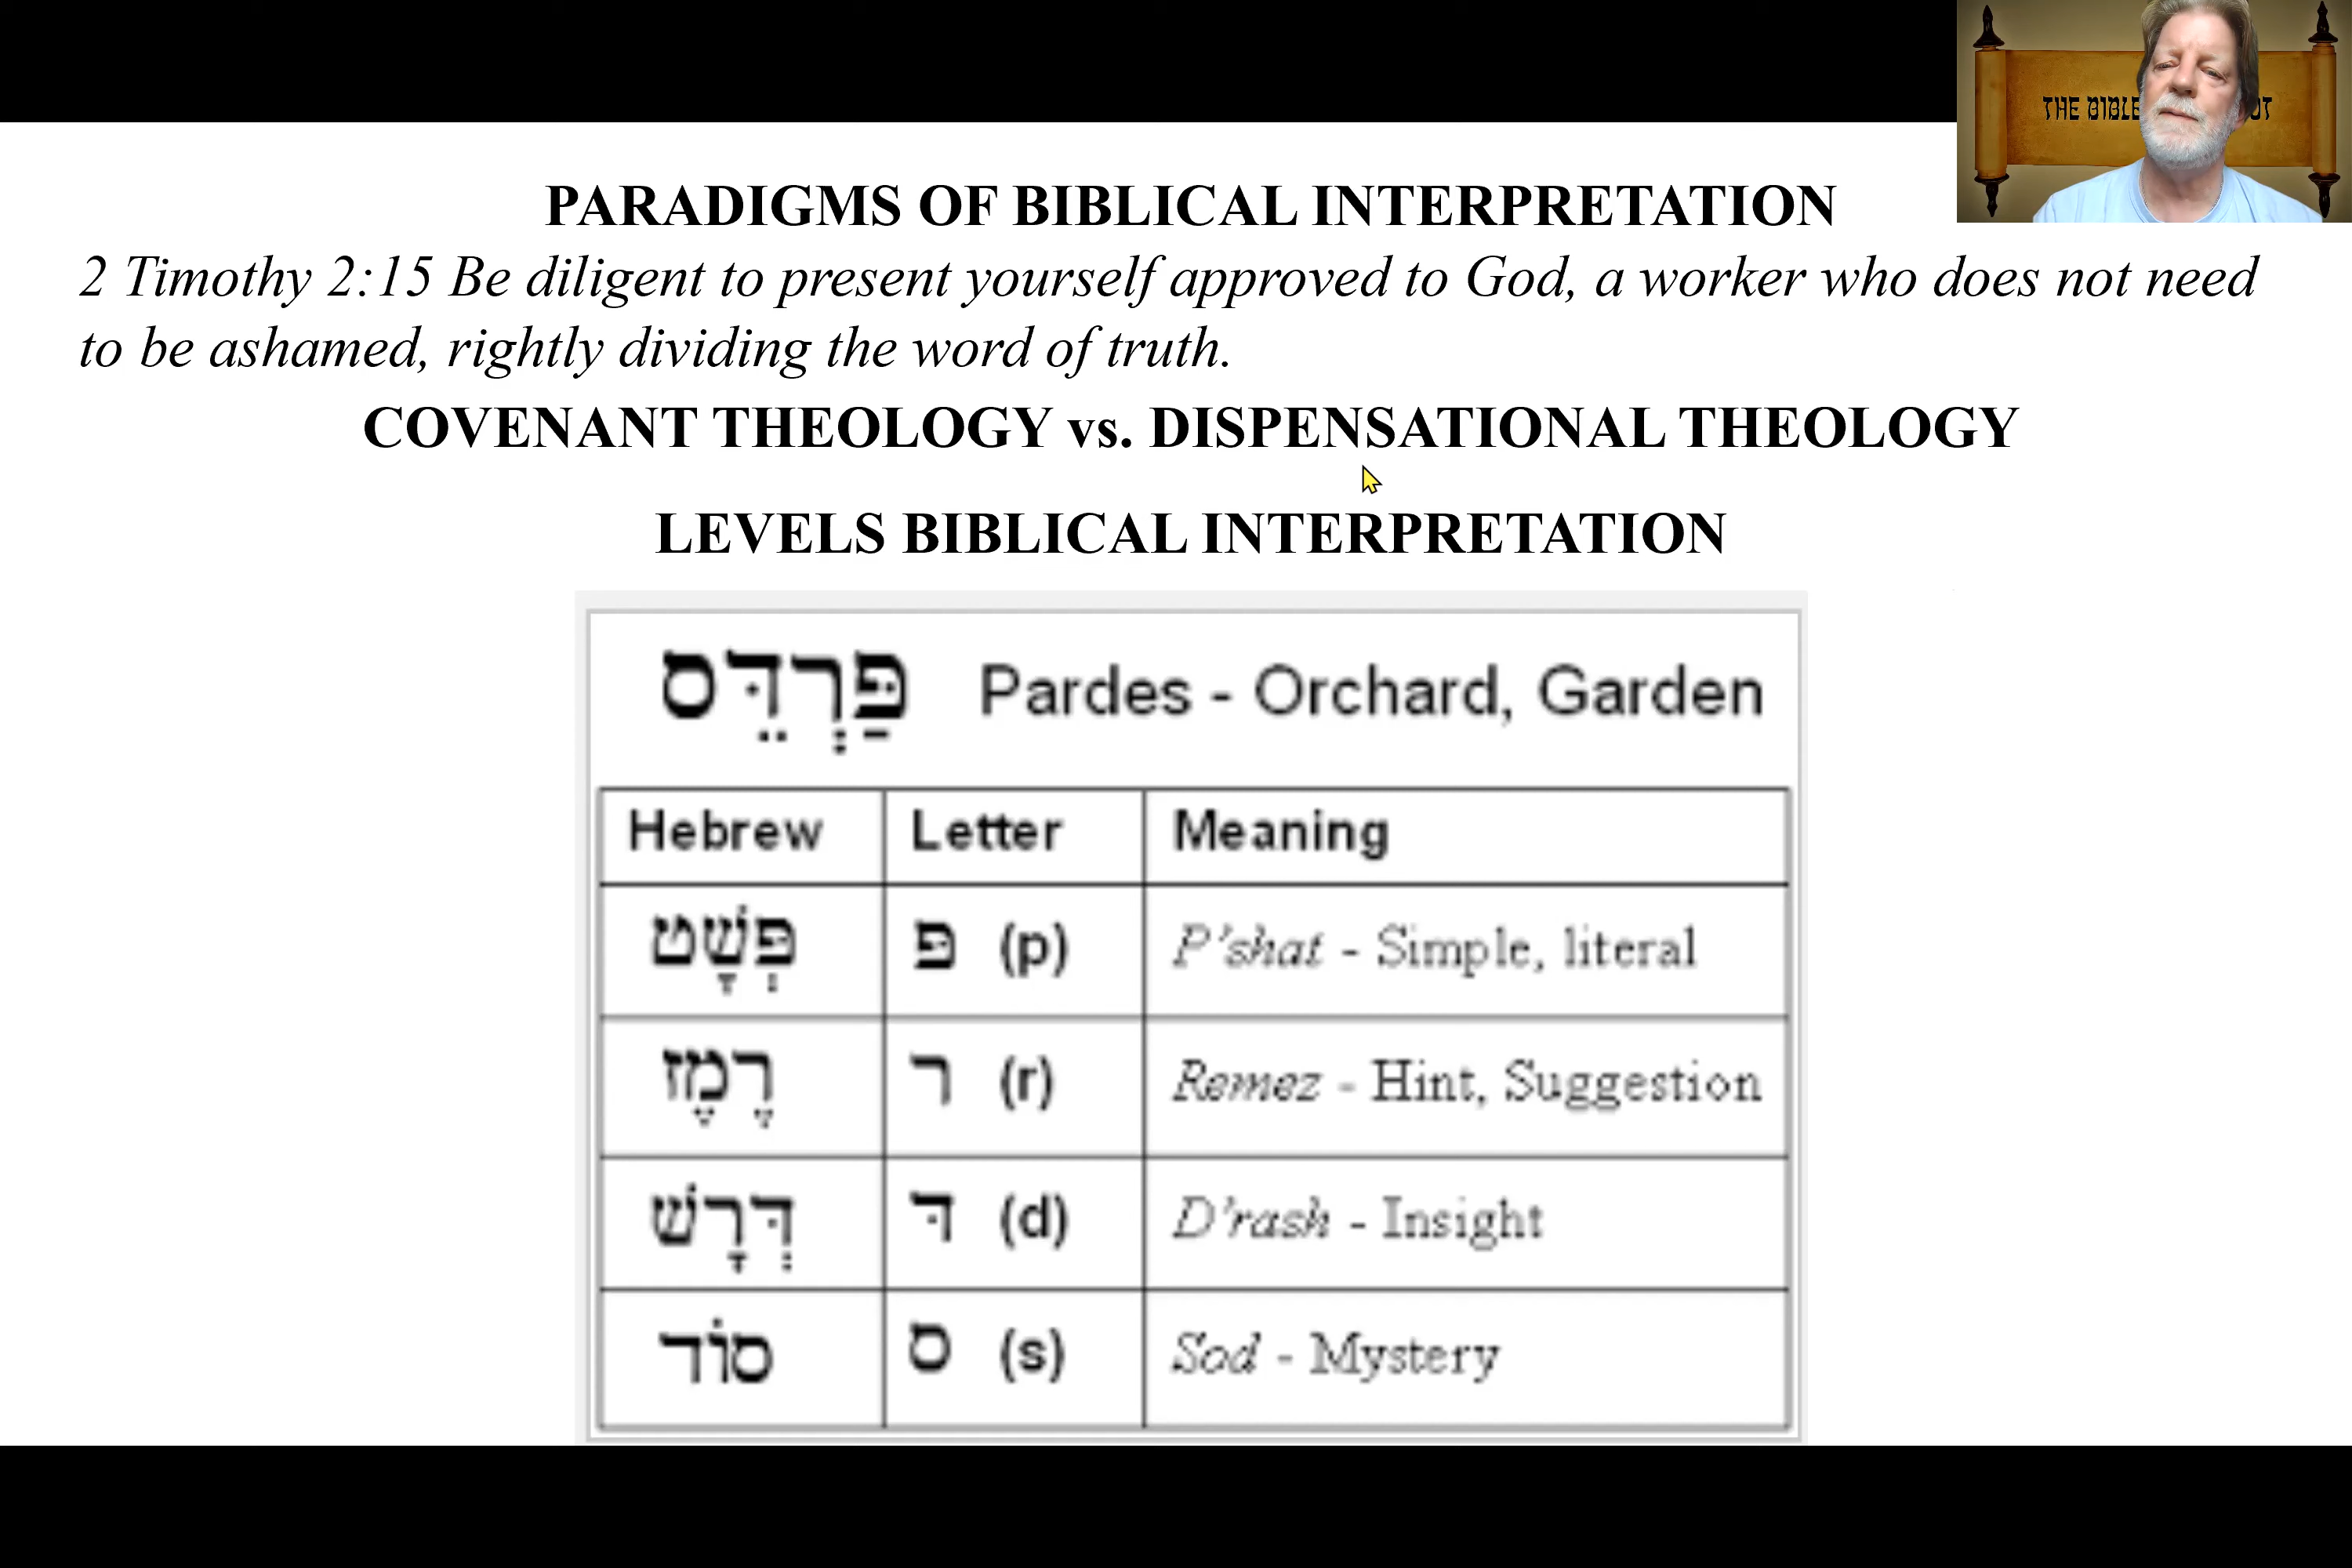 THE BIBLE
PARADIGMS OF BIBLICAL INTERPRETATION
2 Timothy 2:15 Be diligent to present yourself approved to God, a worker who does not need
to be ashamed, rightly dividing the word of truth.
COVENANT THEOLOGY vs. DISPENSATIONAL THEOLOGY
LEVELS BIBLICAL INTERPRETATION
פַּרְדֵּס Pardes - Orchard, Garden
Hebrew Letter Meaning
פְּשָׁט פּ (p) P'shat - Simple, literal
רֶמֶז ר (r) Remez - Hint, Suggestion
דְּרָשׁ דּ (d) D'rash - Insight
סוֹד ס (s) Sod - Mystery